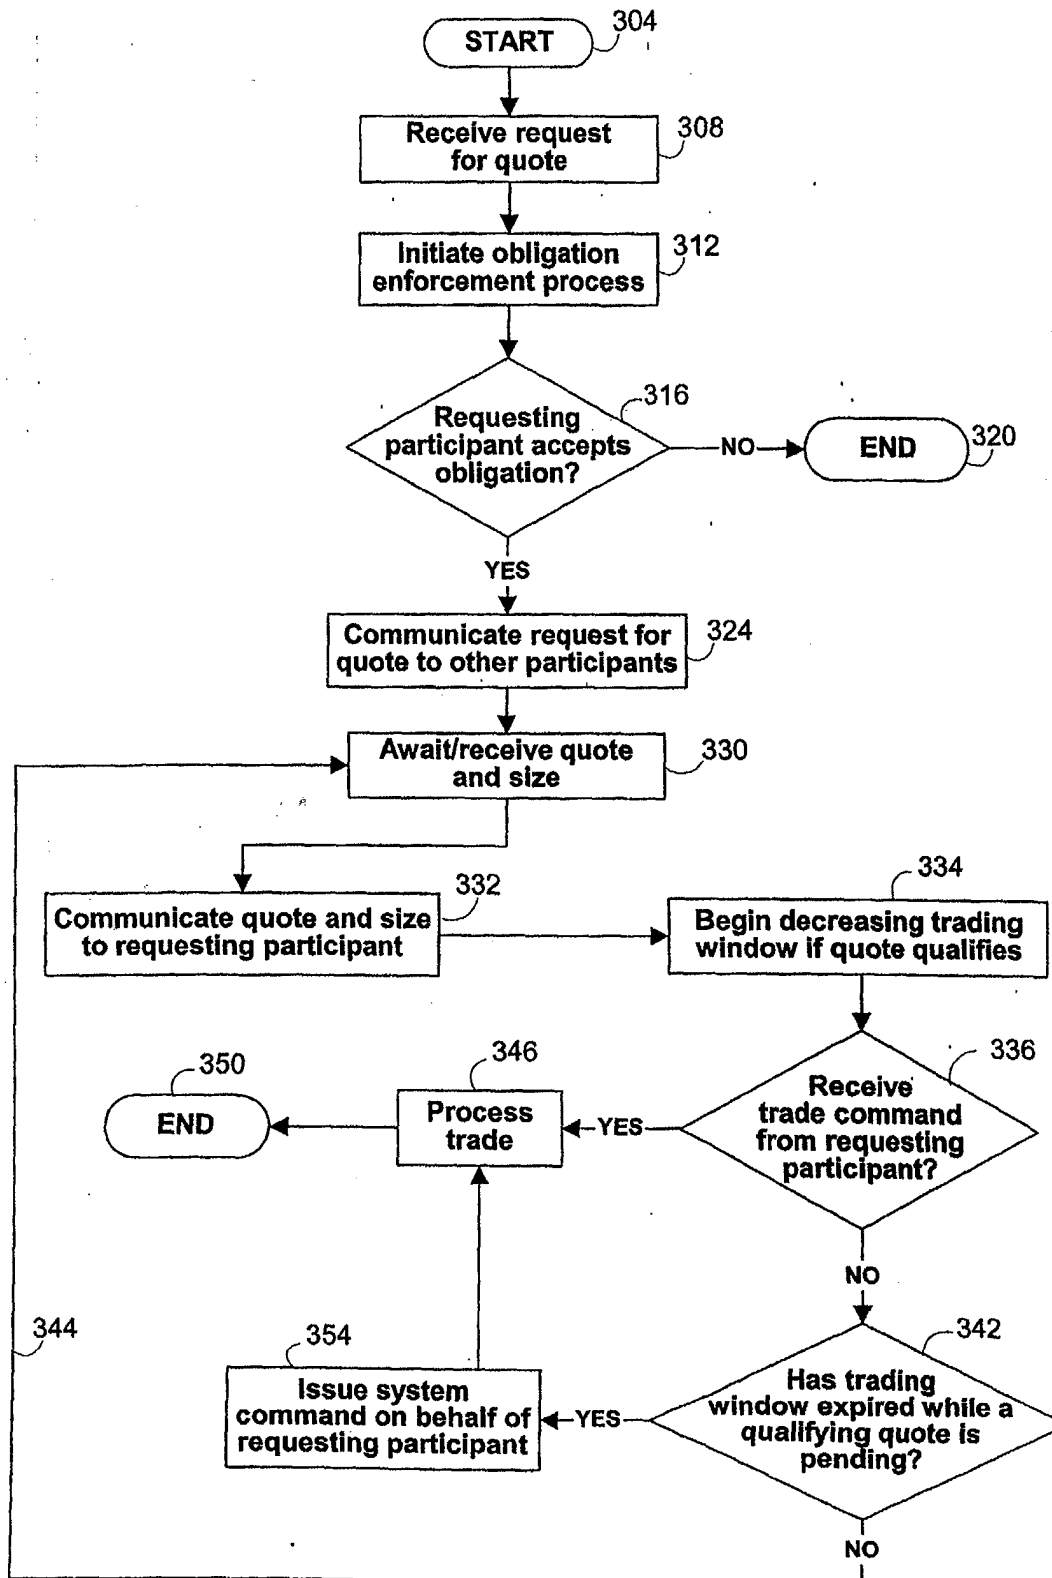 START
304
Receive request
for quote
308
Initiate obligation
enforcement process
312
Requesting
participant accepts
obligation?
316
NO
END
320
YES
Communicate request for
quote to other participants
324
Await/receive quote
and size
330
Communicate quote and size
to requesting participant
332
Begin decreasing trading
window if quote qualifies
334
Receive
trade command
from requesting
participant?
336
YES
Process
trade
346
END
350
NO
Has trading
window expired while a
qualifying quote is
pending?
342
YES
Issue system
command on behalf of
requesting participant
354
344
NO